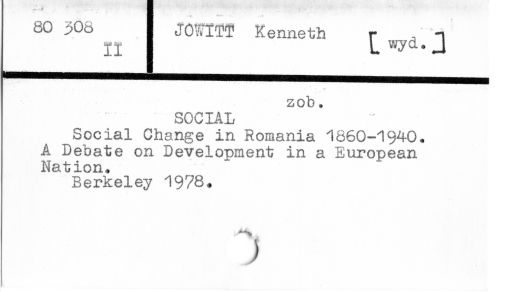 80 308
II
JOWITT Kenneth
[ wyd. ]
zob.
SOCIAL
Social Change in Romania 1860-1940.
A Debate on Development in a European
Nation.
Berkeley 1978.